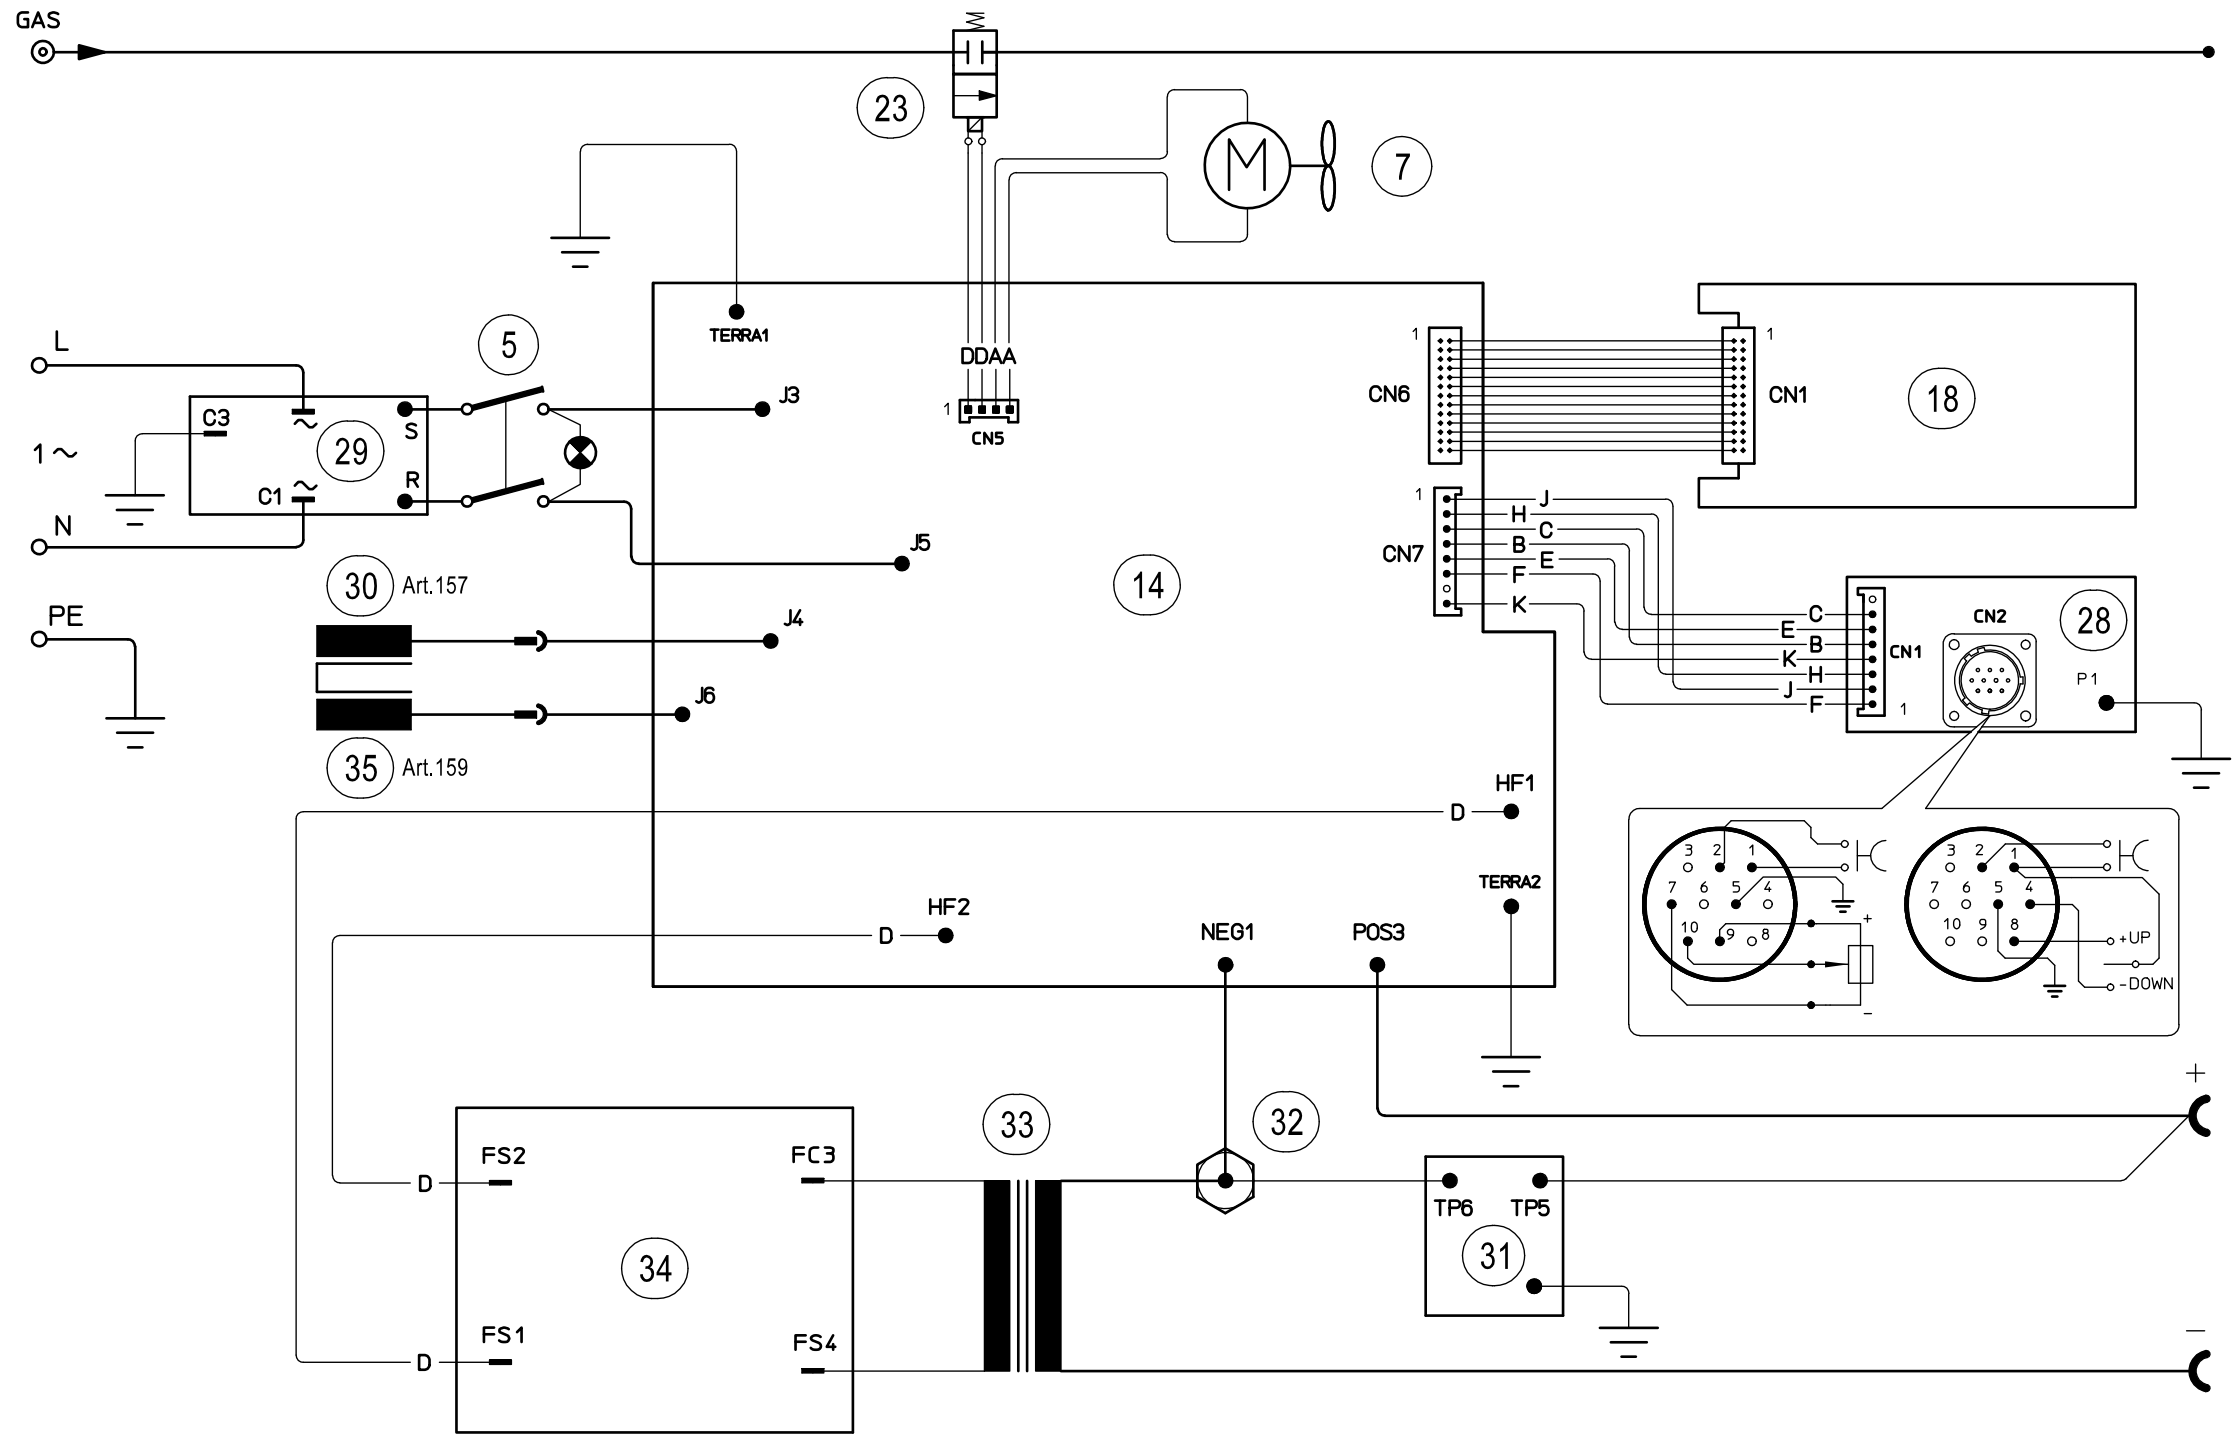 GAS
23
7
TERRA1
L
5
DDAA
1
CN5
J3
1
CN6
1
CN1
18
C3
S
29
1 ~
R
C1
N
J5
1
CN7
J
H
C
B
E
F
K
14
30 Art.157
J4
PE
J6
35 Art.159
C
E
B
K
H
J
F
CN1
1
CN2
28
P1
HF1
D
TERRA2
HF2
D
NEG1
POS3
3 2 1
7 6 5 4
10 9 8
+
−
3 2 1
7 6 5 4
10 9 8
+UP
-DOWN
+
33
32
FS2
D
FC3
TP6 TP5
31
34
FS1
D
FS4
−